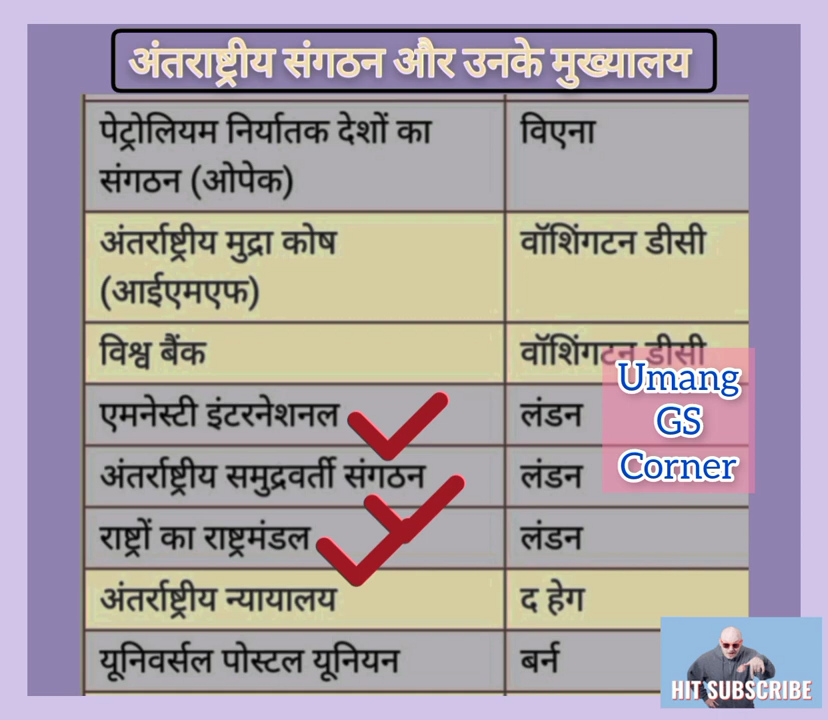 अंतराष्ट्रीय संगठन और उनके मुख्यालय
पेट्रोलियम निर्यातक देशों का
संगठन (ओपेक)
विएना
अंतर्राष्ट्रीय मुद्रा कोष
(आईएमएफ)
वॉशिंगटन डीसी
विश्व बैंक
वॉशिंगटन डीसी
एमनेस्टी इंटरनेशनल
लंडन
अंतर्राष्ट्रीय समुद्रवर्ती संगठन
लंडन
राष्ट्रों का राष्ट्रमंडल
लंडन
अंतर्राष्ट्रीय न्यायालय
द हेग
यूनिवर्सल पोस्टल यूनियन
बर्न
Umang
GS
Corner
HIT SUBSCRIBE